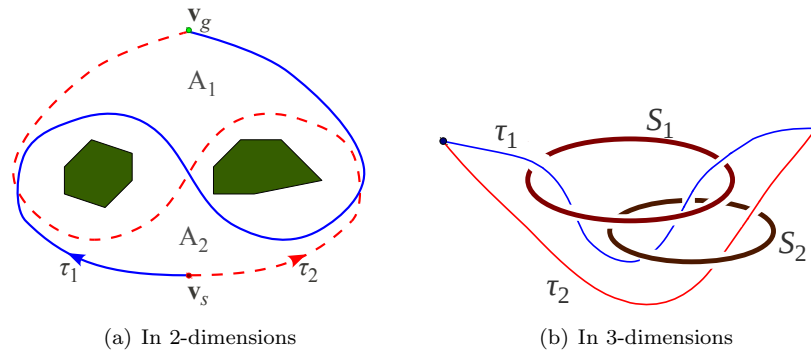 v_g
A_1
A_2
τ_1
τ_2
v_s
(a) In 2-dimensions
τ_1
S_1
S_2
τ_2
(b) In 3-dimensions